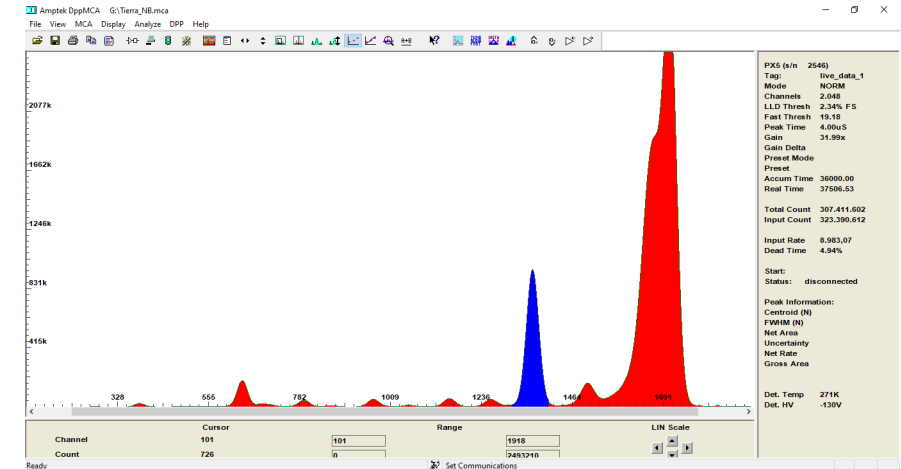 Amptek DppMCA G:\Tierra_NB.mca
File View MCA Display Analyze DPP Help
PX5 (s/n 2546)
Tag: live_data_1
Mode NORM
Channels 2.048
LLD Thresh 2.34% FS
Fast Thresh 19.18
Peak Time 4.00uS
Gain 31.99x
Gain Delta
Preset Mode
Preset
Accum Time 36000.00
Real Time 37506.53
Total Count 307.411.602
Input Count 323.390.612
Input Rate 8.983,07
Dead Time 4.94%
Start:
Status: disconnected
Peak Information:
Centroid (N)
FWHM (N)
Net Area
Uncertainty
Net Rate
Gross Area
Det. Temp 271K
Det. HV -130V
2077k
1662k
1246k
831k
415k
328 555 782 1009 1236 1464 1691
Cursor Range LIN Scale
Channel 101 101 1918
Count 726 0 2493210
Ready Set Communications